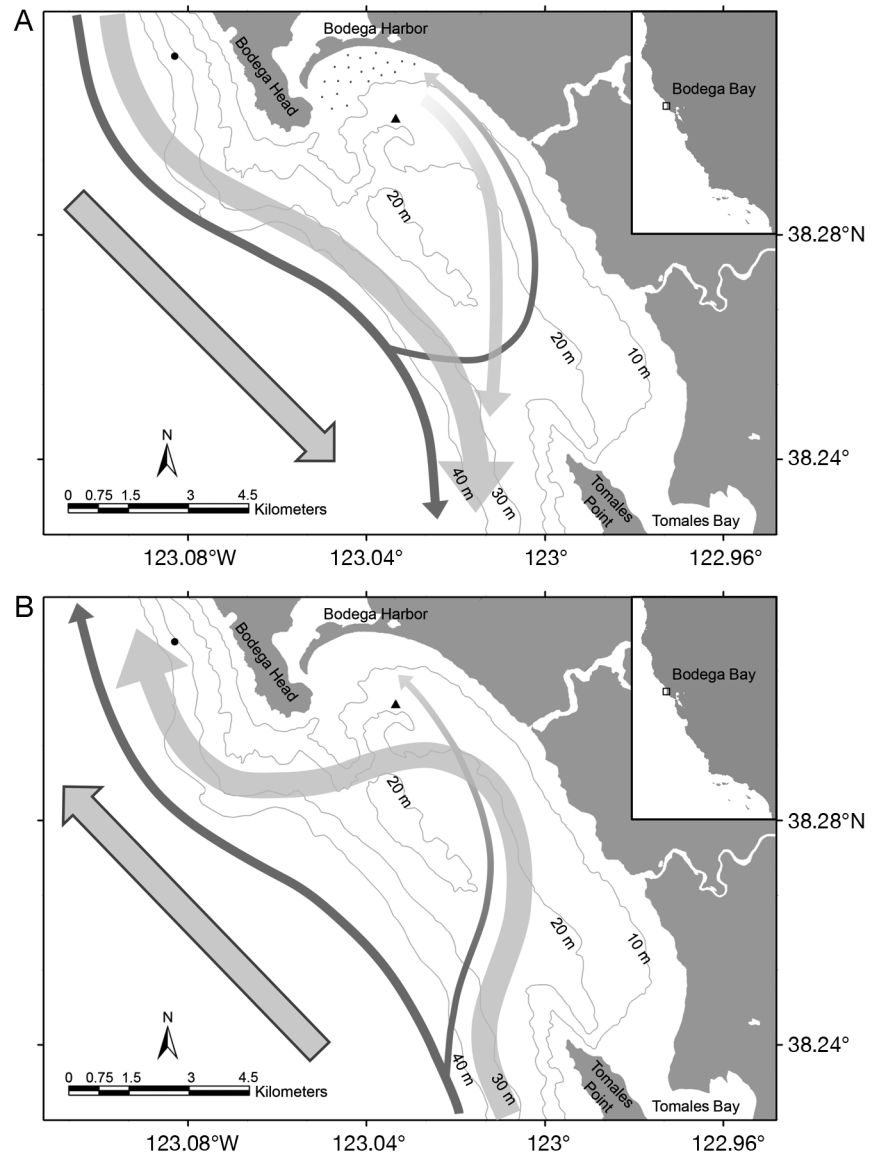 A
Bodega Harbor
Bodega Head
Bodega Bay
20 m
38.28°N
20 m
10 m
N
0 0.75 1.5 3 4.5
Kilometers
40 m
30 m
38.24°
Tomales
Point
Tomales Bay
123.08°W 123.04° 123° 122.96°
B
Bodega Harbor
Bodega Head
Bodega Bay
20 m
38.28°N
20 m
10 m
N
0 0.75 1.5 3 4.5
Kilometers
40 m
30 m
38.24°
Tomales
Point
Tomales Bay
123.08°W 123.04° 123° 122.96°